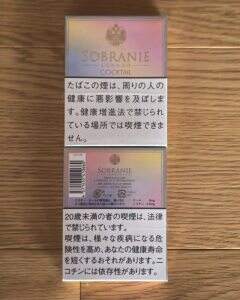 SOBRANIE
LONDON
COCKTAIL
たばこの煙は、周りの人の
健康に悪影響を及ぼしま
す。健康増進法で禁じられ
ている場所では喫煙できま
せん。
SOBRANIE
20歳未満の者の喫煙は、法律
で禁じられています。
喫煙は、様々な疾病になる危
険性を高め、あなたの健康寿命
を短くするおそれがあります。ニ
コチンには依存性があります。